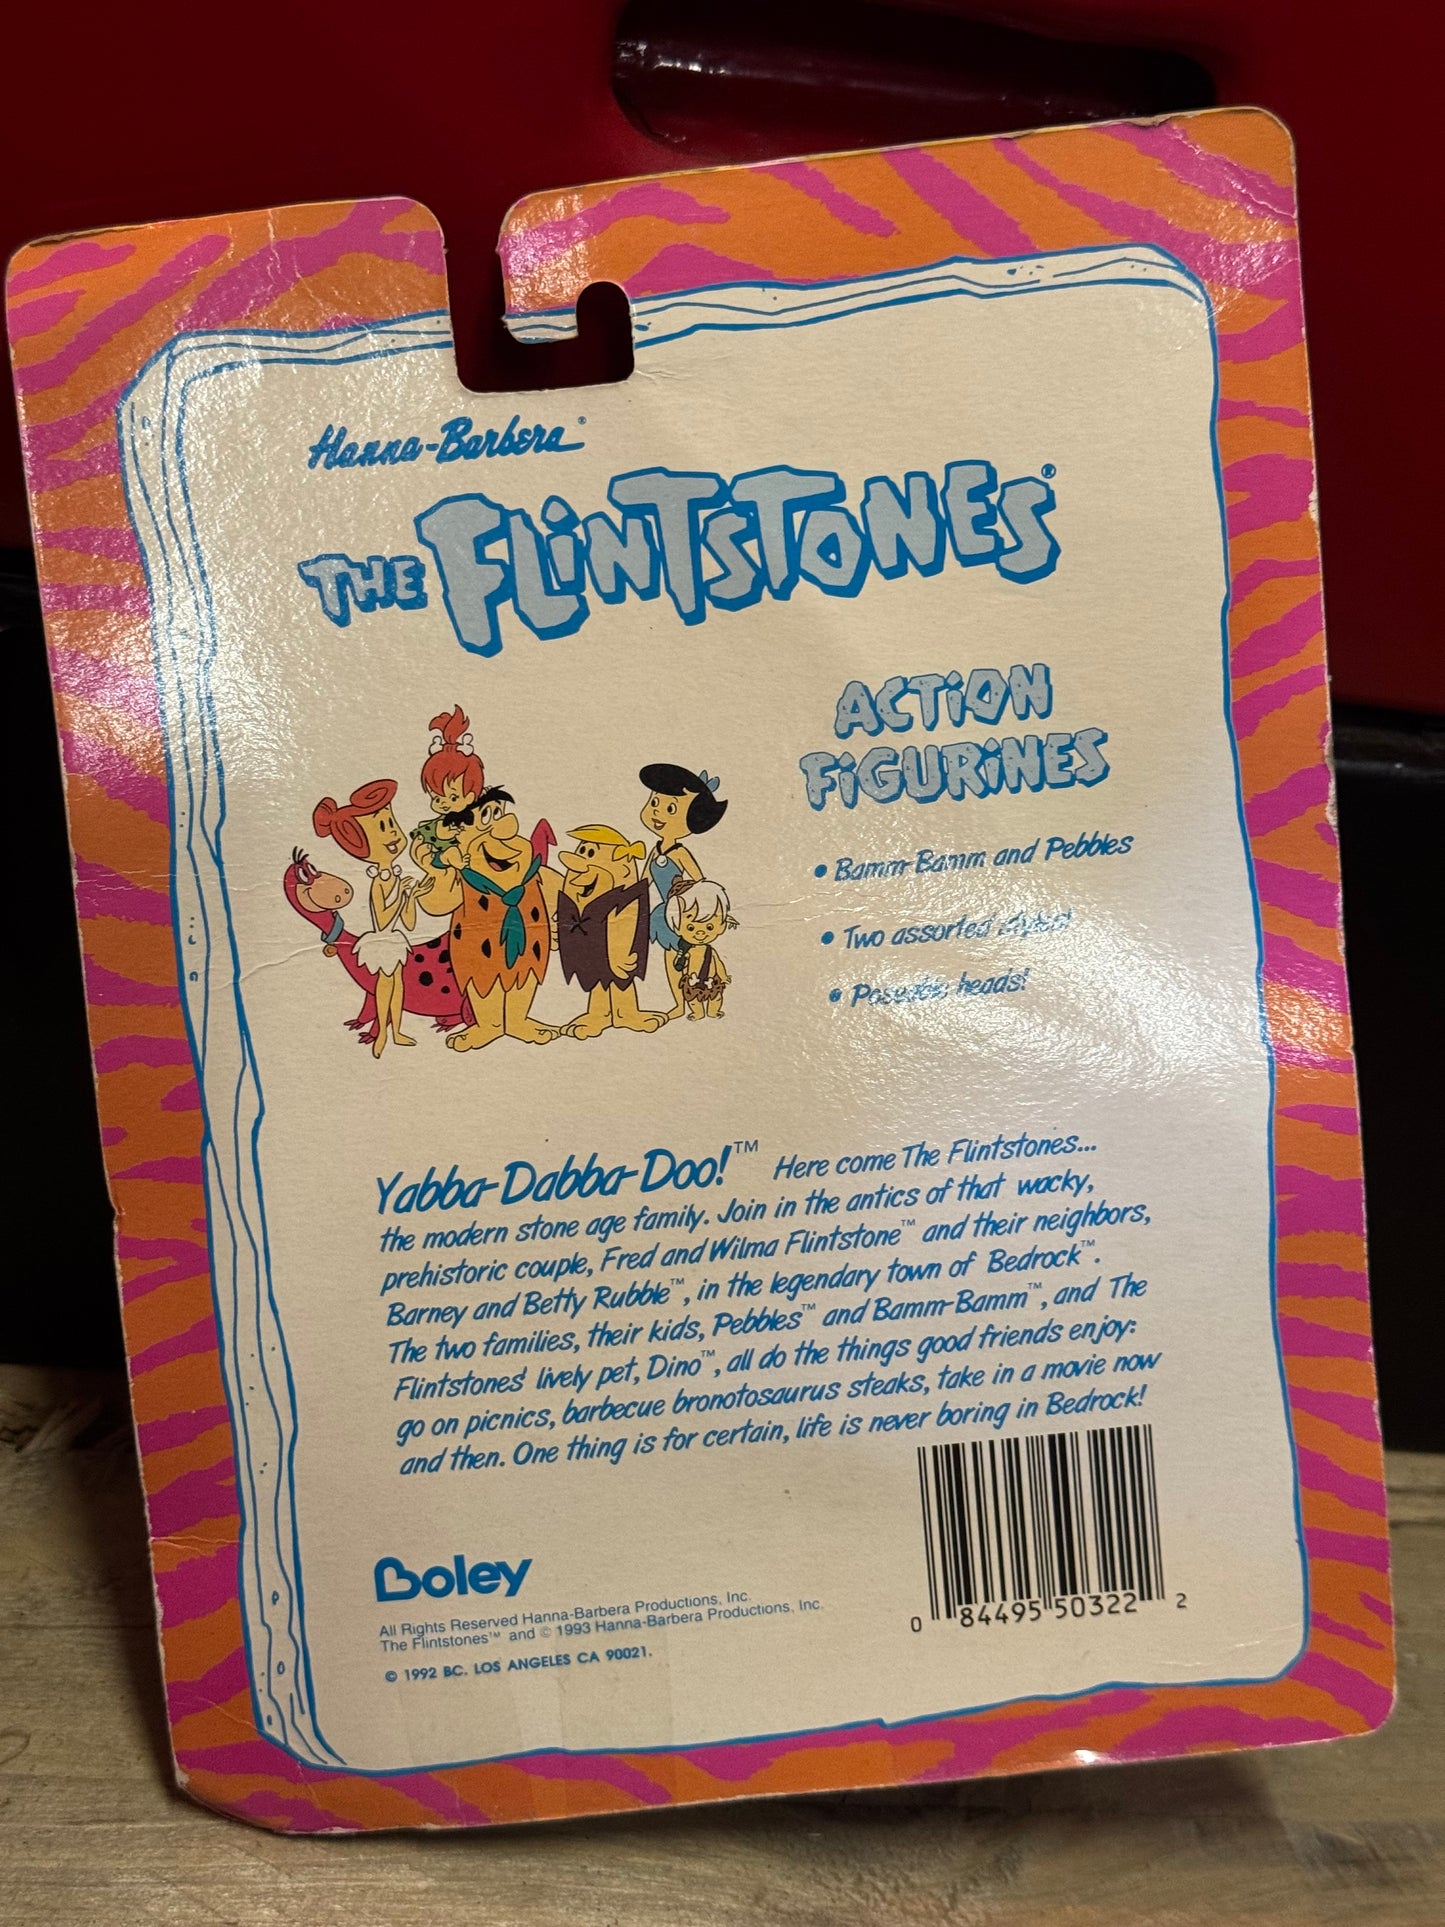 Hanna-Barbera®
THE FLINTSTONES®
ACTION
FIGURINES
• Bamm-Bamm and Pebbles
• Two assorted styles!
• Poseable heads!
Yabba-Dabba-Doo!™ Here come The Flintstones...
the modern stone age family. Join in the antics of that wacky,
prehistoric couple, Fred and Wilma Flintstone™ and their neighbors,
Barney and Betty Rubble™, in the legendary town of Bedrock™.
The two families, their kids, Pebbles™ and Bamm-Bamm™, and The
Flintstones' lively pet, Dino™, all do the things good friends enjoy:
go on picnics, barbecue bronotosaurus steaks, take in a movie now
and then. One thing is for certain, life is never boring in Bedrock!
Boley
All Rights Reserved Hanna-Barbera Productions, Inc.
The Flintstones™ and © 1993 Hanna-Barbera Productions, Inc.
© 1992 BC. LOS ANGELES CA 90021.
0 84495 50322 2